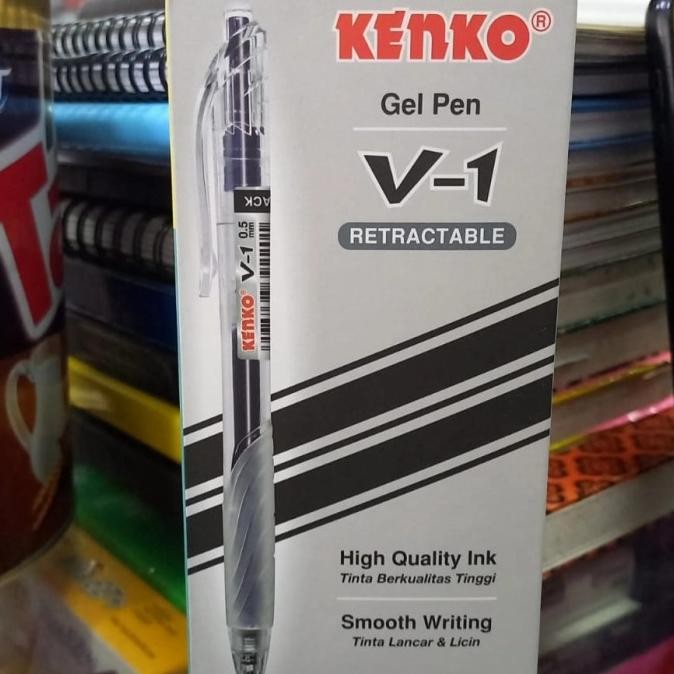 KENKO®
Gel Pen
V-1
RETRACTABLE
ACK
KENKO® V-1 0.5 mm
High Quality Ink
Tinta Berkualitas Tinggi
Smooth Writing
Tinta Lancar & Licin